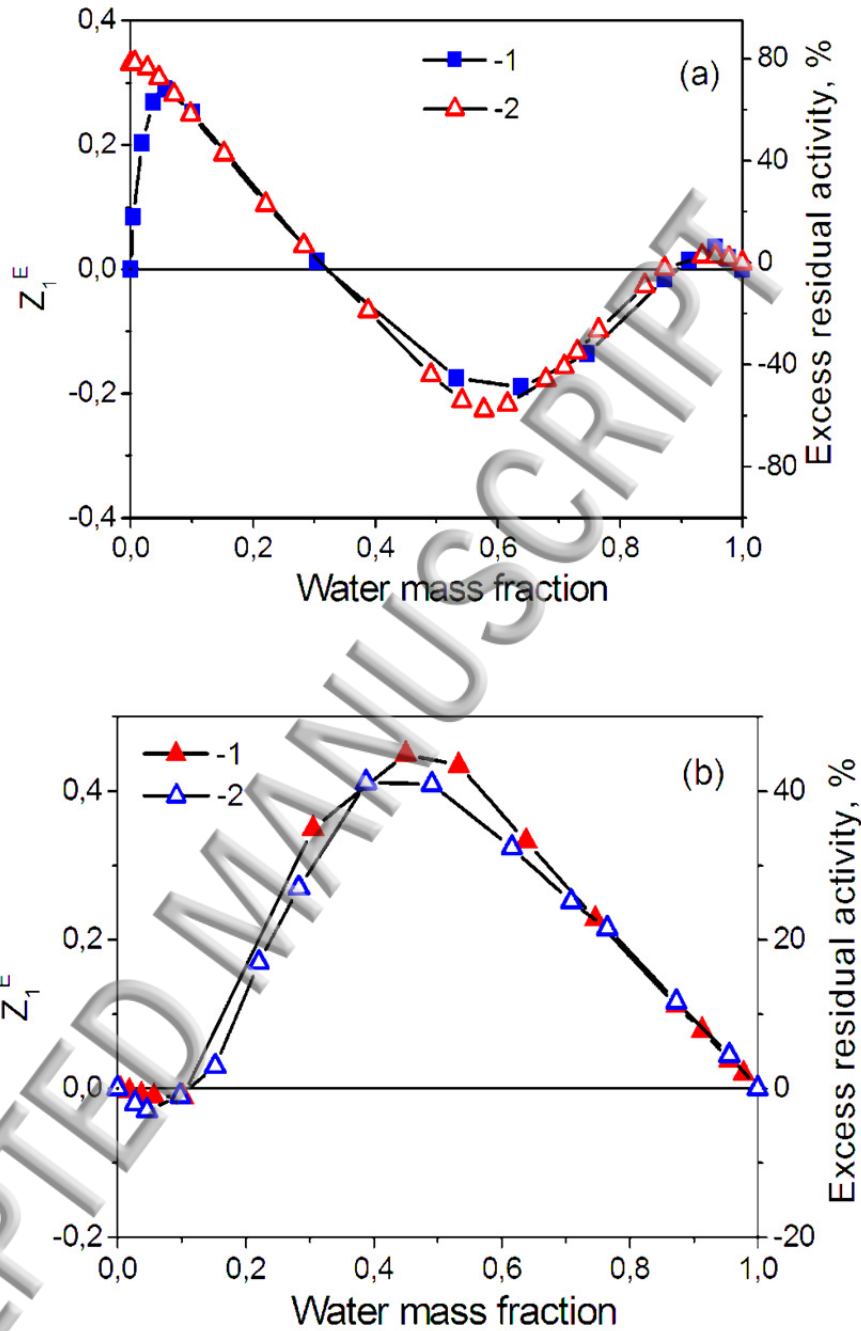 0,4
0,2
0,0
-0,2
-0,4
Z₁ᴱ
-1
-2
(a)
80
40
0
-40
-80
Excess residual activity, %
0,0 0,2 0,4 0,6 0,8 1,0
Water mass fraction
0,4
0,2
0,0
-0,2
Z₁ᴱ
-1
-2
(b)
40
20
0
-20
Excess residual activity, %
0,0 0,2 0,4 0,6 0,8 1,0
Water mass fraction
EPTED MANUSCRIPT